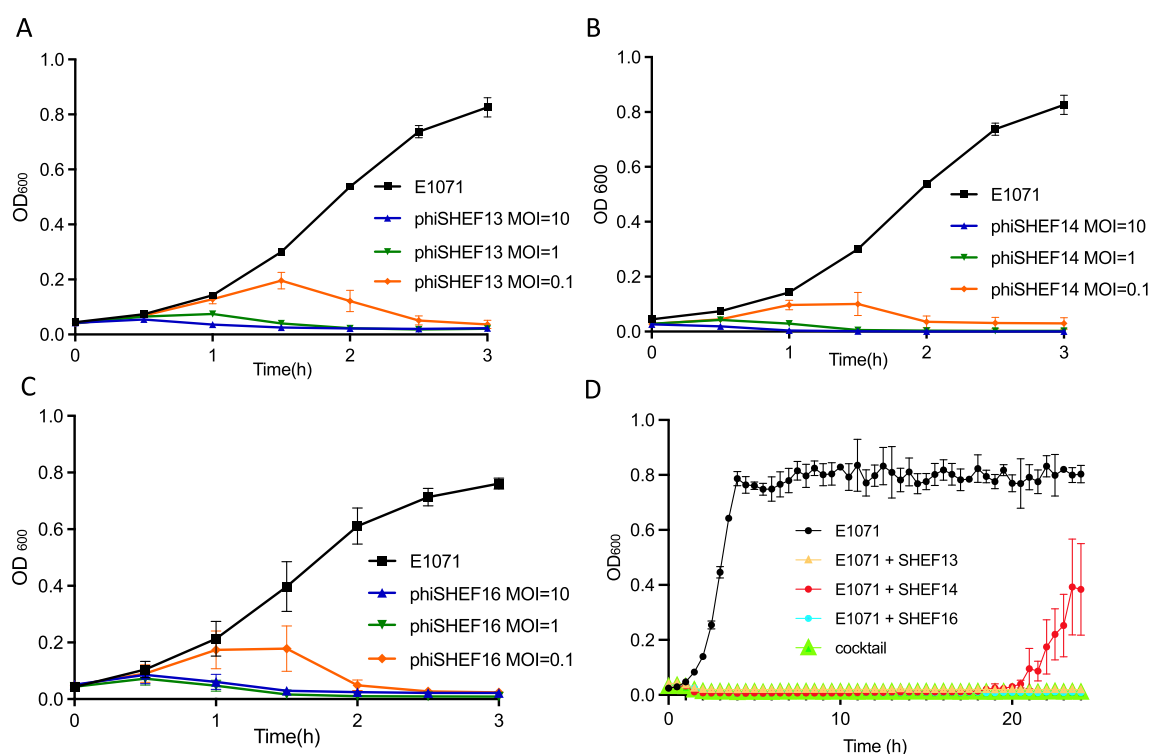 A
1.0
0.8
0.6
0.4
0.2
0.0
OD600
E1071
phiSHEF13 MOI=10
phiSHEF13 MOI=1
phiSHEF13 MOI=0.1
0 1 2 3
Time(h)
B
1.0
0.8
0.6
0.4
0.2
0.0
OD 600
E1071
phiSHEF14 MOI=10
phiSHEF14 MOI=1
phiSHEF14 MOI=0.1
0 1 2 3
Time(h)
C
1.0
0.8
0.6
0.4
0.2
0.0
OD 600
E1071
phiSHEF16 MOI=10
phiSHEF16 MOI=1
phiSHEF16 MOI=0.1
0 1 2 3
Time(h)
D
1.0
0.8
0.6
0.4
0.2
0.0
OD600
E1071
E1071 + SHEF13
E1071 + SHEF14
E1071 + SHEF16
cocktail
0 10 20
Time (h)